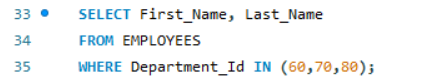 33 SELECT First_Name, Last_Name
34 FROM EMPLOYEES
35 WHERE Department_Id IN (60,70,80);